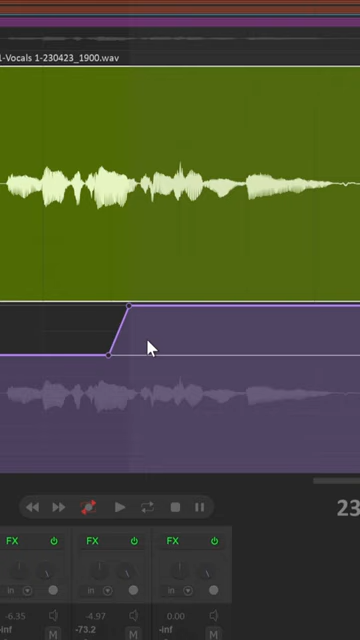 1-Vocals 1-230423_1900.wav
23
FX FX FX
in in in
-6.35 -4.97 0.00
-inf M -73.2 M -inf M